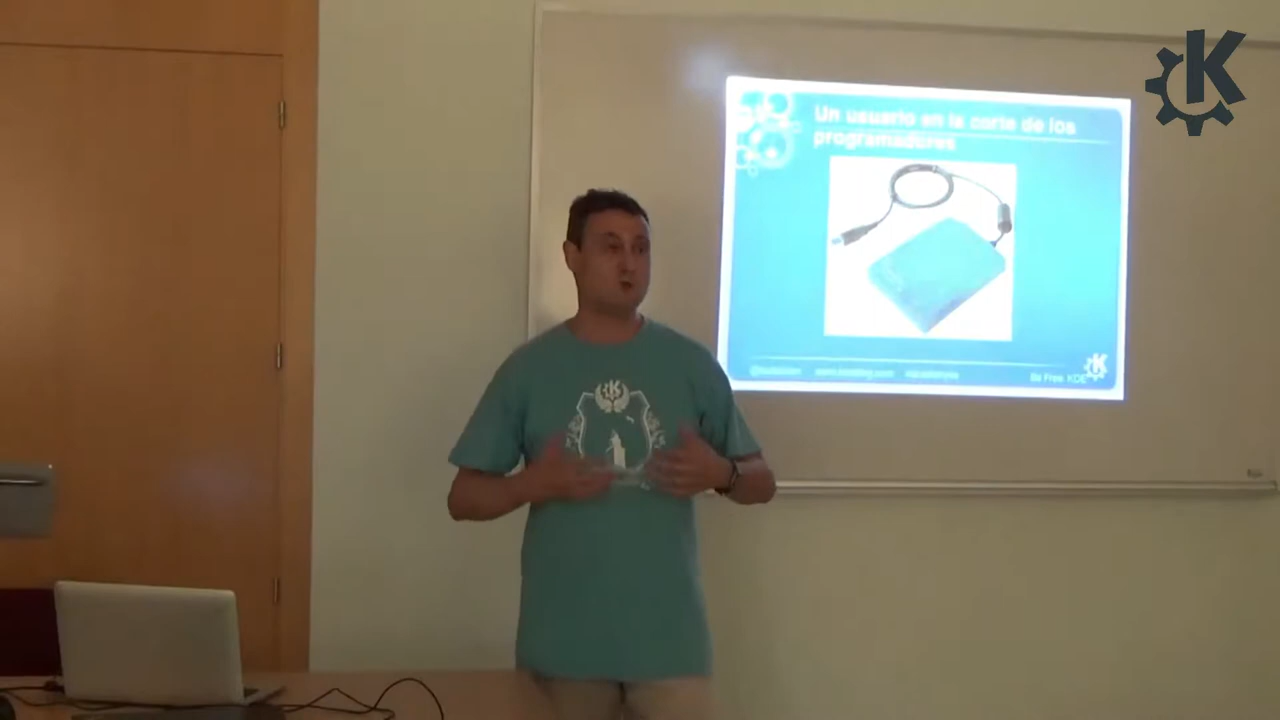 Un usuario en la corte de los
programadores
Be Free. KDE
K
K
K